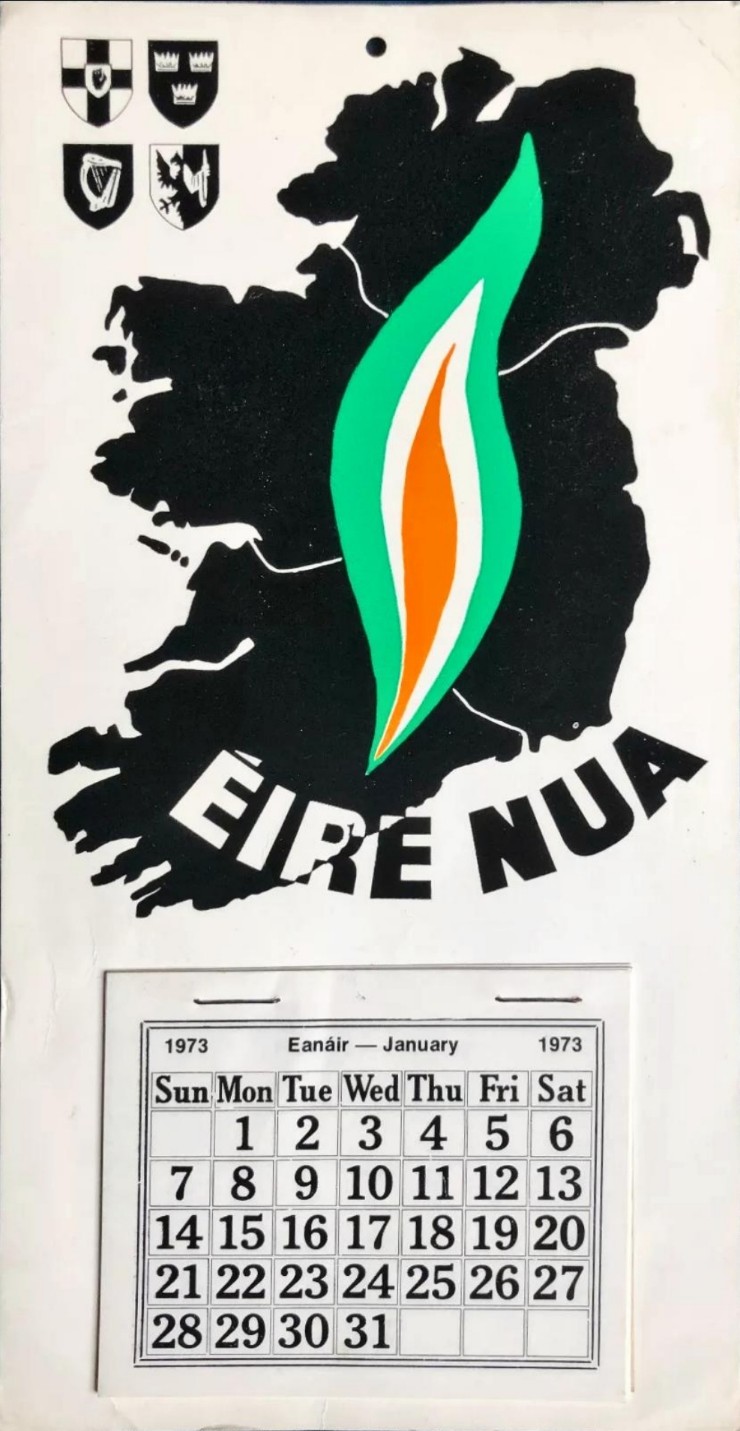 ÉIRE NUA
1973 Eanáir — January 1973
Sun Mon Tue Wed Thu Fri Sat
1 2 3 4 5 6
7 8 9 10 11 12 13
14 15 16 17 18 19 20
21 22 23 24 25 26 27
28 29 30 31